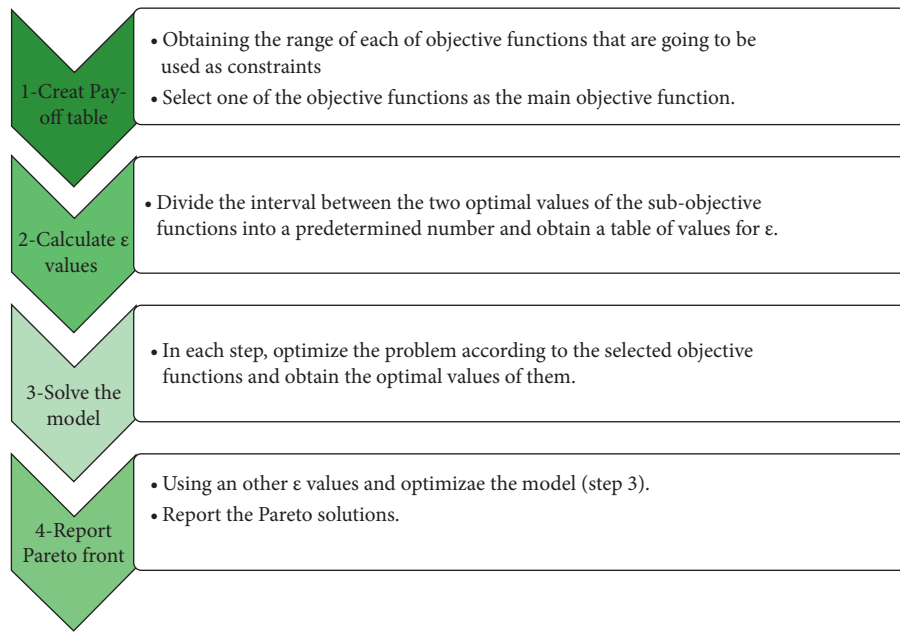 1-Creat Pay-
off table
• Obtaining the range of each of objective functions that are going to be
used as constraints
• Select one of the objective functions as the main objective function.
2-Calculate ε
values
• Divide the interval between the two optimal values of the sub-objective
functions into a predetermined number and obtain a table of values for ε.
3-Solve the
model
• In each step, optimize the problem according to the selected objective
functions and obtain the optimal values of them.
4-Report
Pareto front
• Using an other ε values and optimizae the model (step 3).
• Report the Pareto solutions.